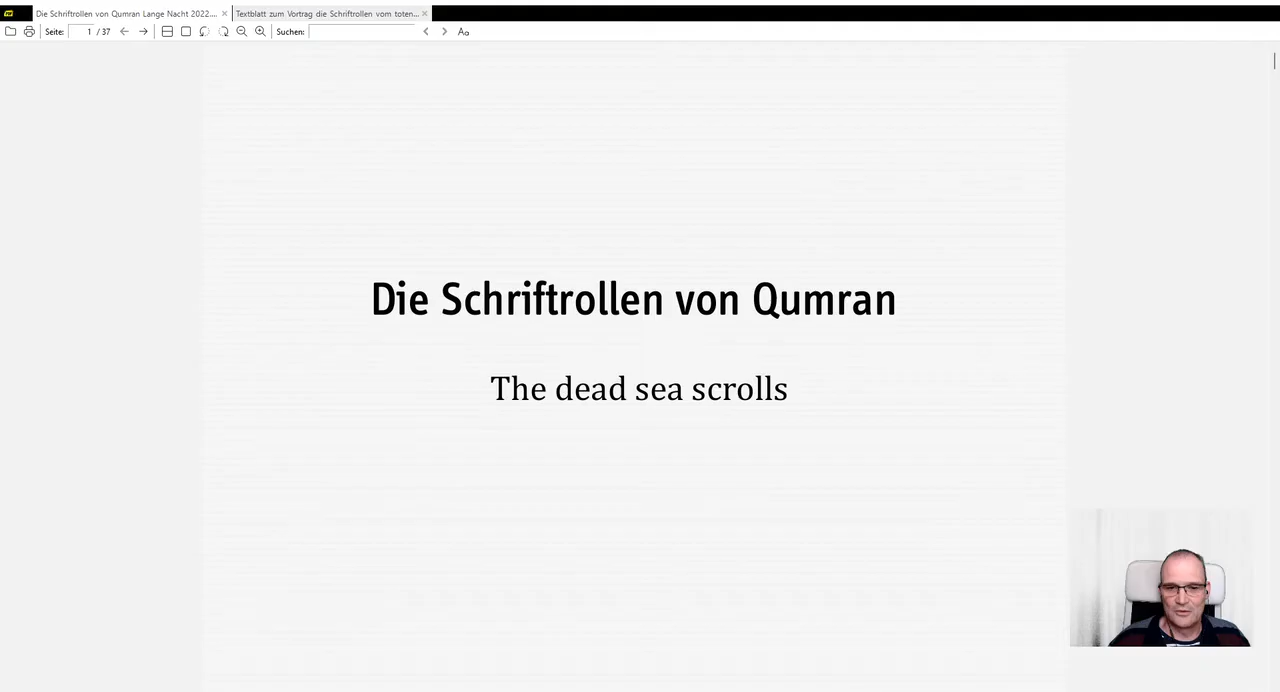 Die Schriftrollen von Qumran Lange Nacht 2022....
Textblatt zum Vortrag die Schriftrollen vom toten...
Seite: 1 / 37 Suchen: Aa
Die Schriftrollen von Qumran
The dead sea scrolls